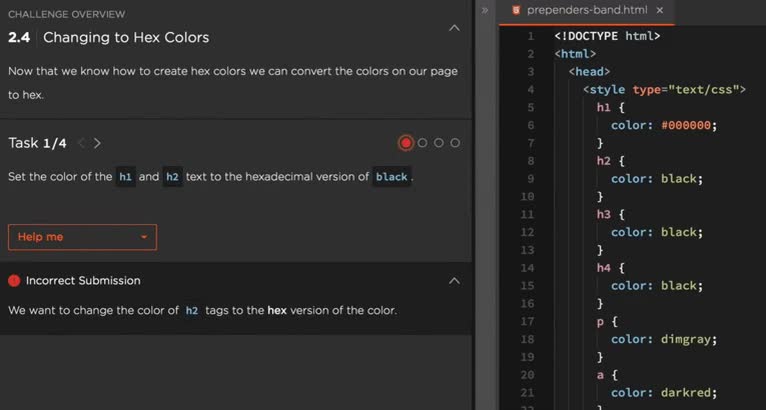 CHALLENGE OVERVIEW
2.4 Changing to Hex Colors
Now that we know how to create hex colors we can convert the colors on our page
to hex.
Task 1/4
Set the color of the h1 and h2 text to the hexadecimal version of black.
Help me
Incorrect Submission
We want to change the color of h2 tags to the hex version of the color.
prependers-band.html
1 <!DOCTYPE html>
2 <html>
3 <head>
4 <style type="text/css">
5 h1 {
6 color: #000000;
7 }
8 h2 {
9 color: black;
10 }
11 h3 {
12 color: black;
13 }
14 h4 {
15 color: black;
16 }
17 p {
18 color: dimgray;
19 }
20 a {
21 color: darkred;